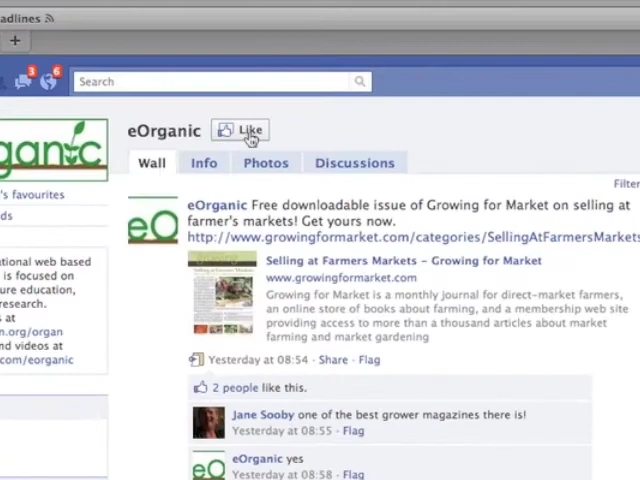 adlines
+
3
6
Search
ganic
eOrganic
Like
Wall
Info
Photos
Discussions
's favourites
ds
Filter
eOrganic Free downloadable issue of Growing for Market on selling at
farmer's markets! Get yours now.
http://www.growingformarket.com/categories/SellingAtFarmersMarkets
eO
Selling at Farmers Markets – Growing for Market
www.growingformarket.com
Growing for Market is a monthly journal for direct-market farmers,
an online store of books about farming, and a membership web site
providing access to more than a thousand articles about market
farming and market gardening
ational web based
is focused on
ure education,
research.
s at
n.org/organ
nd videos at
com/eorganic
Yesterday at 08:54 · Share · Flag
2 people like this.
Jane Sooby one of the best grower magazines there is!
Yesterday at 08:55 · Flag
eO
eOrganic yes
Yesterday at 08:58 · Flag